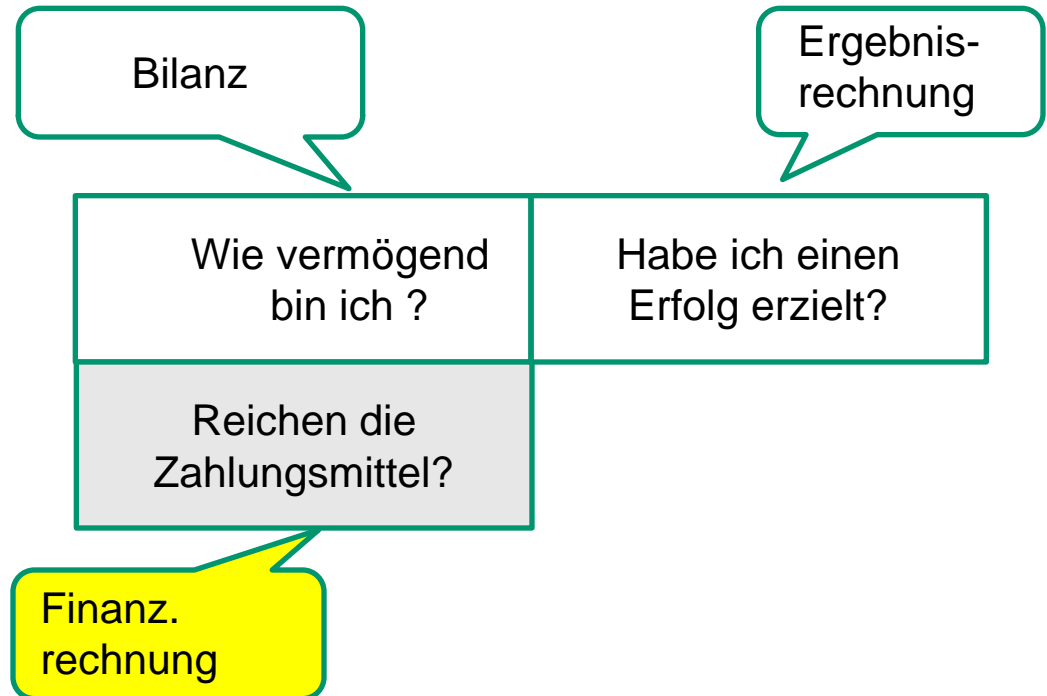 Bilanz
Ergebnis-
rechnung
Wie vermögend
bin ich ?
Habe ich einen
Erfolg erzielt?
Reichen die
Zahlungsmittel?
Finanz.
rechnung